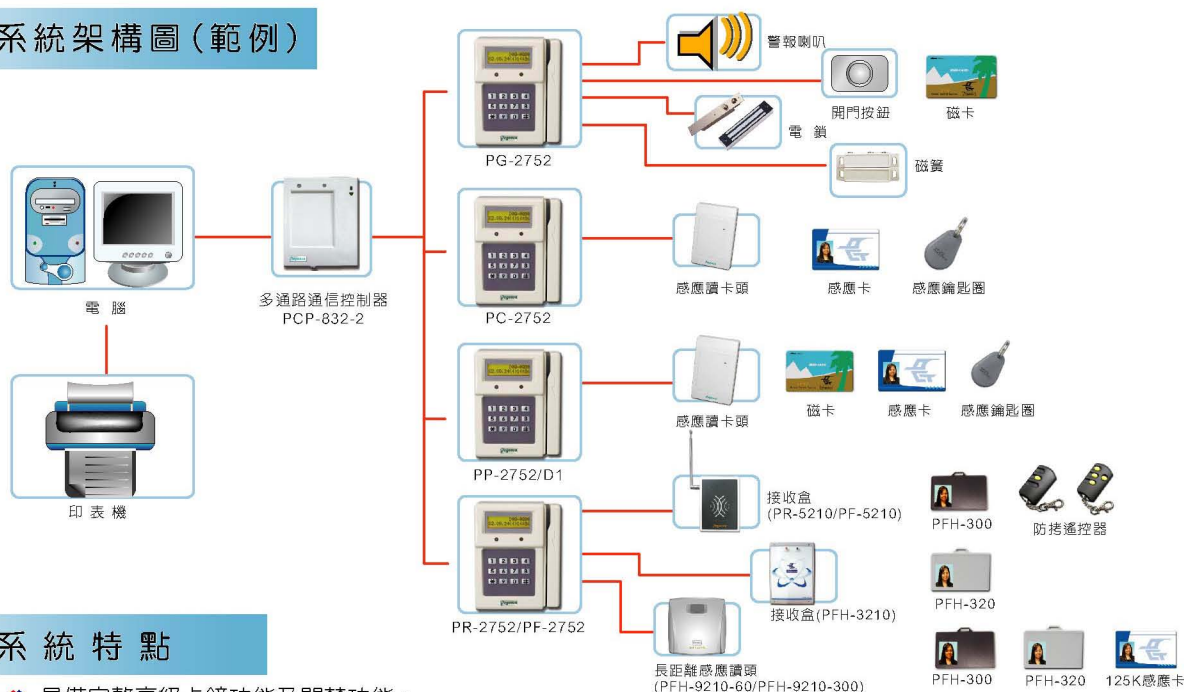 系統架構圖(範例)
警報喇叭
開門按鈕
磁卡
電 鎖
磁簧
PG-2752
電 腦
多通路通信控制器
PCP-832-2
PC-2752
感應讀卡頭
感應卡
感應鑰匙圈
PP-2752/D1
感應讀卡頭
磁卡
感應卡
感應鑰匙圈
印 表 機
接收盒
(PR-5210/PF-5210)
PFH-300
防拷遙控器
接收盒(PFH-3210)
PFH-320
PR-2752/PF-2752
長距離感應讀頭
(PFH-9210-60/PFH-9210-300)
PFH-300
PFH-320
125K感應卡
系 統 特 點